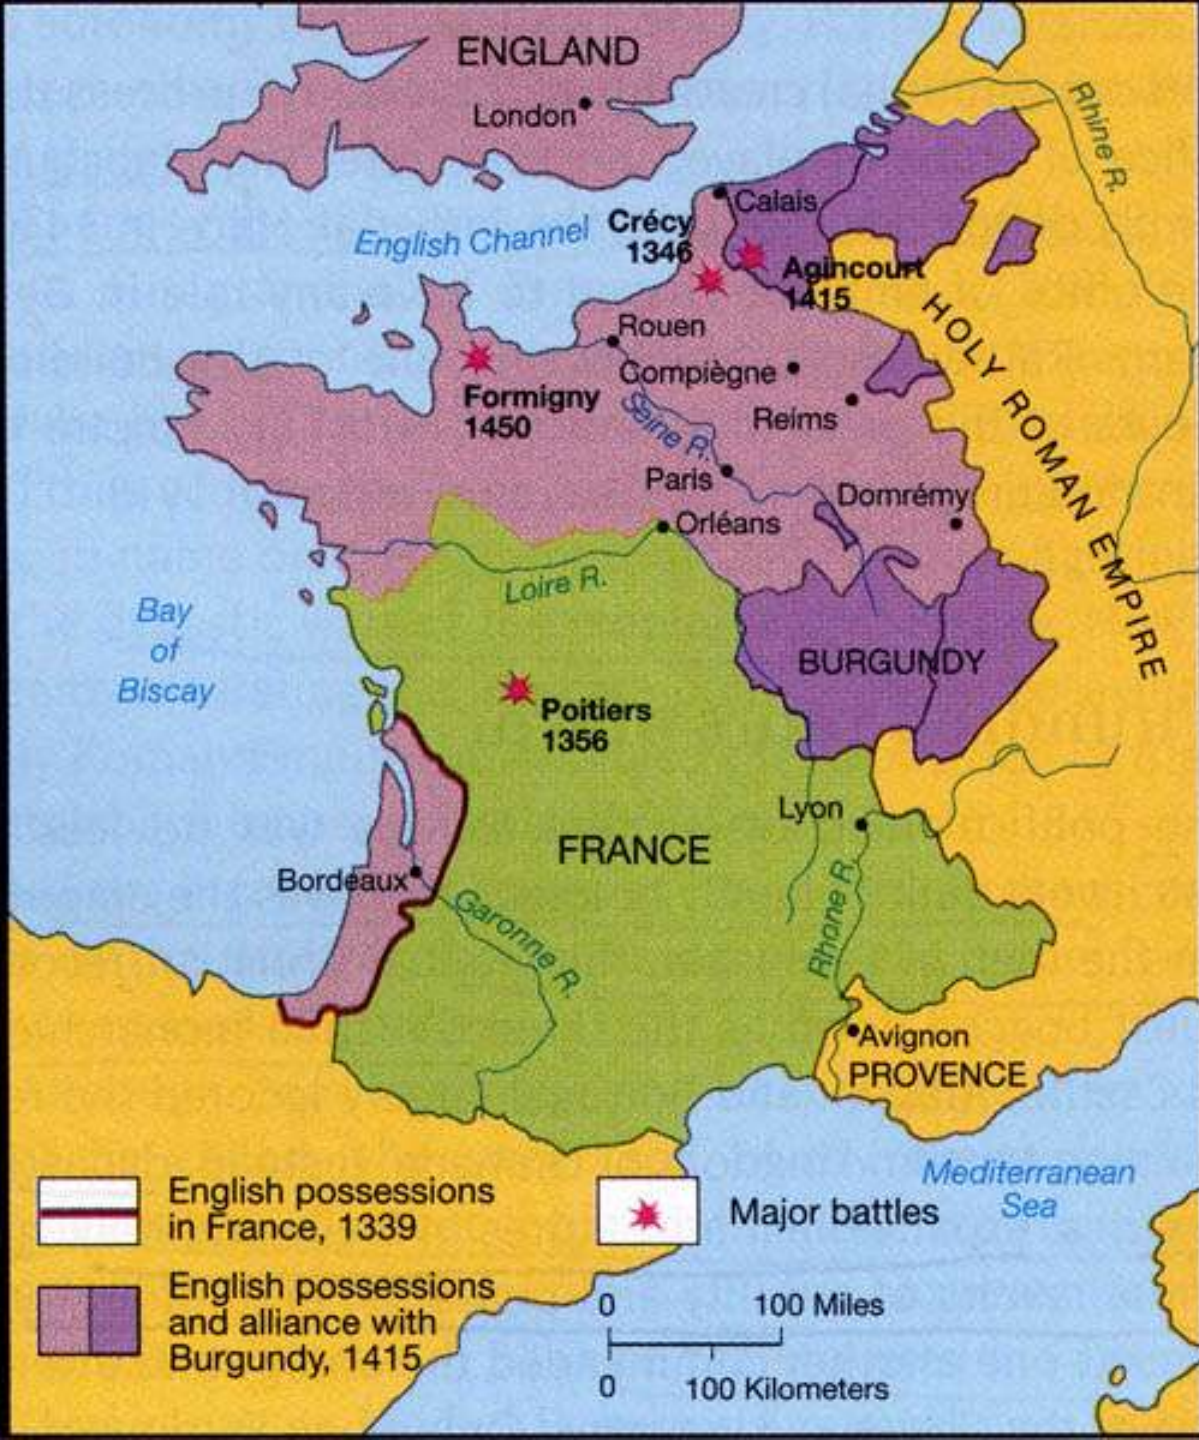 ENGLAND
London
Rhine R.
Calais
English Channel
Crécy
1346
Agincourt
1415
Rouen
Compiègne
Formigny
1450
Seine R.
Reims
HOLY ROMAN EMPIRE
Paris
Domrémy
Orléans
Loire R.
Bay
of
Biscay
BURGUNDY
Poitiers
1356
Lyon
FRANCE
Bordeaux
Garonne R.
Rhone R.
Avignon
PROVENCE
Mediterranean
Sea
English possessions
in France, 1339
Major battles
English possessions
and alliance with
Burgundy, 1415
0 100 Miles
0 100 Kilometers